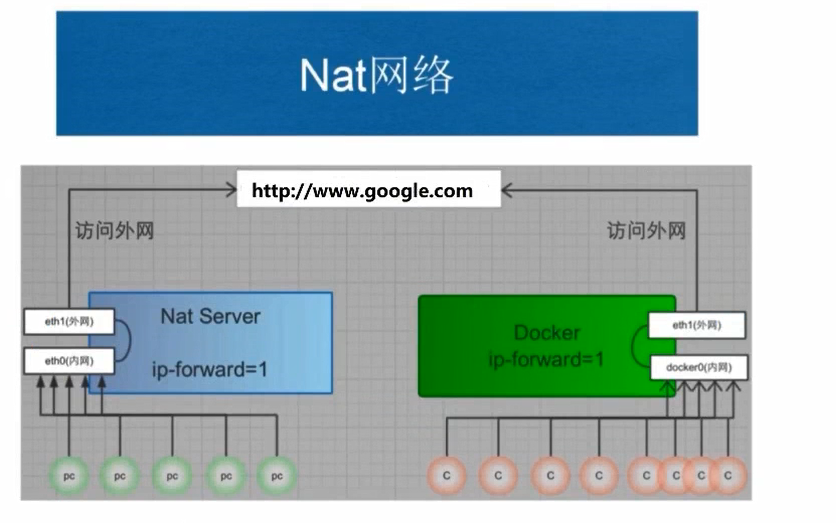 Nat网络
http://www.google.com
访问外网
访问外网
eth1(外网)
Nat Server
eth0(内网)
ip-forward=1
Docker
eth1(外网)
ip-forward=1
docker0(内网)
pc
pc
pc
pc
pc
C
C
C
C
C
C
C
C